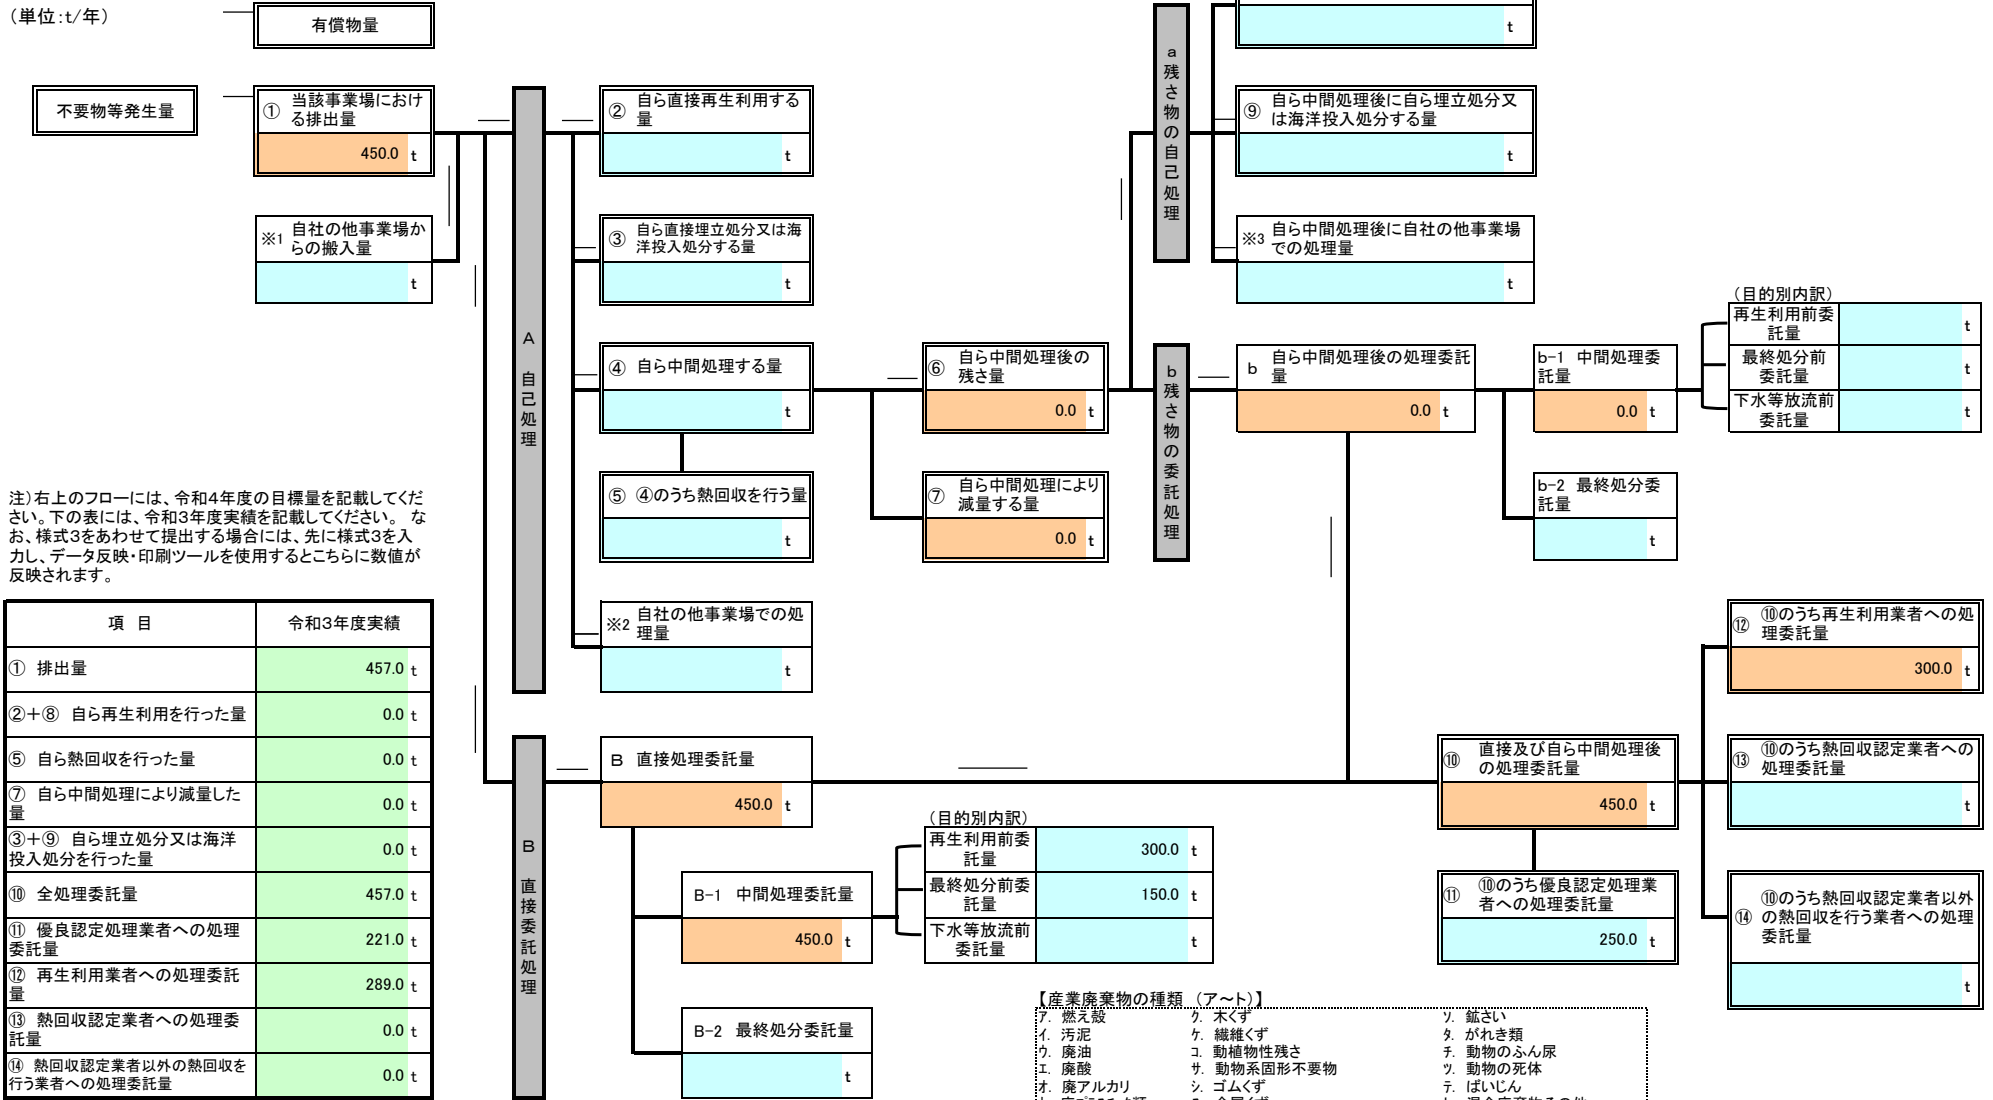 （単位:t/年）
有償物量
t
不要物等発生量
① 当該事業場におけ
る排出量
450.0 t
※1 自社の他事業場か
らの搬入量
t
A 自己処理
② 自ら直接再生利用する
量
t
③ 自ら直接埋立処分又は海
洋投入処分する量
t
④ 自ら中間処理する量
t
⑤ ④のうち熱回収を行う量
t
※2 自社の他事業場での処
理量
t
⑥ 自ら中間処理後の
残さ量
0.0 t
⑦ 自ら中間処理により
減量する量
0.0 t
a 残さ物の自己処理
⑨ 自ら中間処理後に自ら埋立処分又
は海洋投入処分する量
t
※3 自ら中間処理後に自社の他事業場
での処理量
t
b 残さ物の委託処理
b 自ら中間処理後の処理委託
量
0.0 t
b-1 中間処理委
託量
0.0 t
b-2 最終処分委
託量
t
（目的別内訳）
再生利用前委
託量
t
最終処分前
委託量
t
下水等放流前
委託量
t
注）右上のフローには、令和4年度の目標量を記載してくだ
さい。下の表には、令和3年度実績を記載してください。 な
お、様式3をあわせて提出する場合には、先に様式3を入
力し、データ反映・印刷ツールを使用するとこちらに数値が
反映されます。
項 目 令和3年度実績
① 排出量 457.0 t
②＋⑧ 自ら再生利用を行った量 0.0 t
⑤ 自ら熱回収を行った量 0.0 t
⑦ 自ら中間処理により減量した
量 0.0 t
③＋⑨ 自ら埋立処分又は海洋
投入処分を行った量 0.0 t
⑩ 全処理委託量 457.0 t
⑪ 優良認定処理業者への処理
委託量 221.0 t
⑫ 再生利用業者への処理委託
量 289.0 t
⑬ 熱回収認定業者への処理委
託量 0.0 t
⑭ 熱回収認定業者以外の熱回収を
行う業者への処理委託量 0.0 t
B 直接委託処理
B 直接処理委託量
450.0 t
B-1 中間処理委託量
450.0 t
B-2 最終処分委託量
t
（目的別内訳）
再生利用前委
託量
300.0 t
最終処分前委
託量
150.0 t
下水等放流前
委託量
t
⑩ 直接及び自ら中間処理後
の処理委託量
450.0 t
⑪ ⑩のうち優良認定処理業
者への処理委託量
250.0 t
⑫ ⑩のうち再生利用業者への処
理委託量
300.0 t
⑬ ⑩のうち熱回収認定業者への
処理委託量
t
⑭ ⑩のうち熱回収認定業者以外
の熱回収を行う業者への処理
委託量
t
【産業廃棄物の種類 （ア～ト）】
ア. 燃え殻 ク. 木くず ソ. 鉱さい
イ. 汚泥 ケ. 繊維くず タ. がれき類
ウ. 廃油 コ. 動植物性残さ チ. 動物のふん尿
エ. 廃酸 サ. 動物系固形不要物 ツ. 動物の死体
オ. 廃アルカリ シ. ゴムくず テ. ばいじん